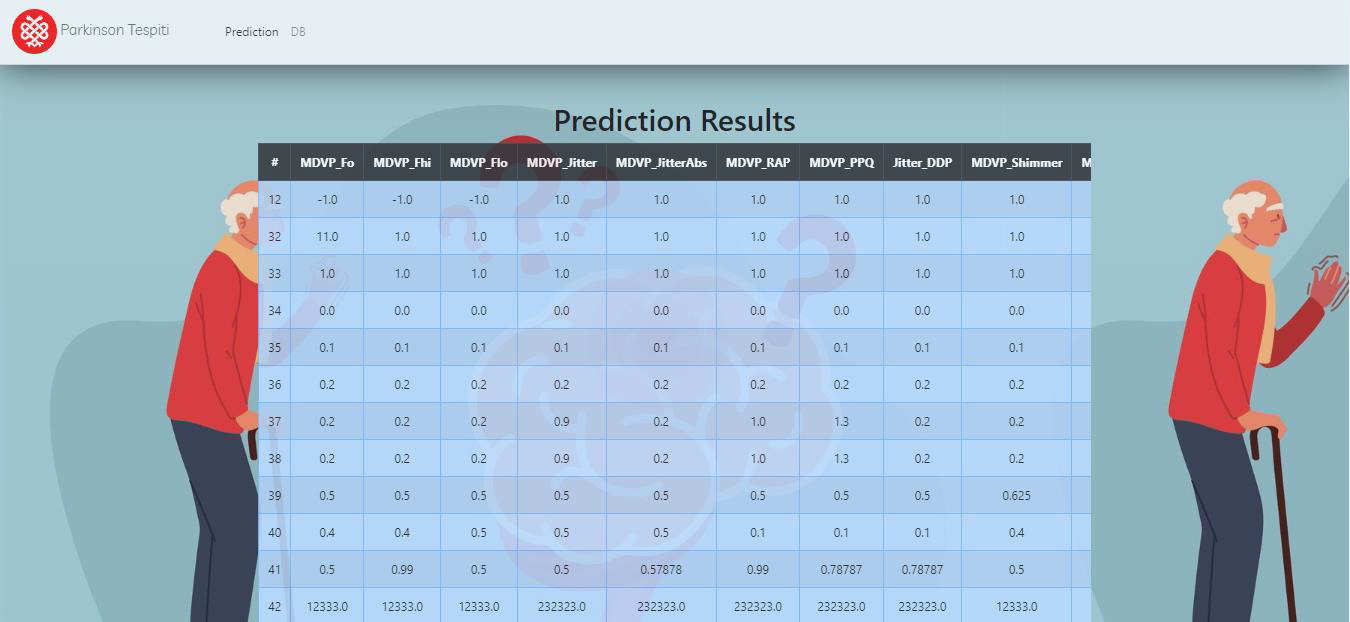 Parkinson Tespiti Prediction DB
Prediction Results
# MDVP_Fo MDVP_Fhi MDVP_Flo MDVP_Jitter MDVP_JitterAbs MDVP_RAP MDVP_PPQ Jitter_DDP MDVP_Shimmer M
12 -1.0 -1.0 -1.0 1.0 1.0 1.0 1.0 1.0 1.0
32 11.0 1.0 1.0 1.0 1.0 1.0 1.0 1.0 1.0
33 1.0 1.0 1.0 1.0 1.0 1.0 1.0 1.0 1.0
34 0.0 0.0 0.0 0.0 0.0 0.0 0.0 0.0 0.0
35 0.1 0.1 0.1 0.1 0.1 0.1 0.1 0.1 0.1
36 0.2 0.2 0.2 0.2 0.2 0.2 0.2 0.2 0.2
37 0.2 0.2 0.2 0.9 0.2 1.0 1.3 0.2 0.2
38 0.2 0.2 0.2 0.9 0.2 1.0 1.3 0.2 0.2
39 0.5 0.5 0.5 0.5 0.5 0.5 0.5 0.5 0.625
40 0.4 0.4 0.5 0.5 0.5 0.1 0.1 0.1 0.4
41 0.5 0.99 0.5 0.5 0.57878 0.99 0.78787 0.78787 0.5
42 12333.0 12333.0 12333.0 232323.0 232323.0 232323.0 232323.0 232323.0 12333.0